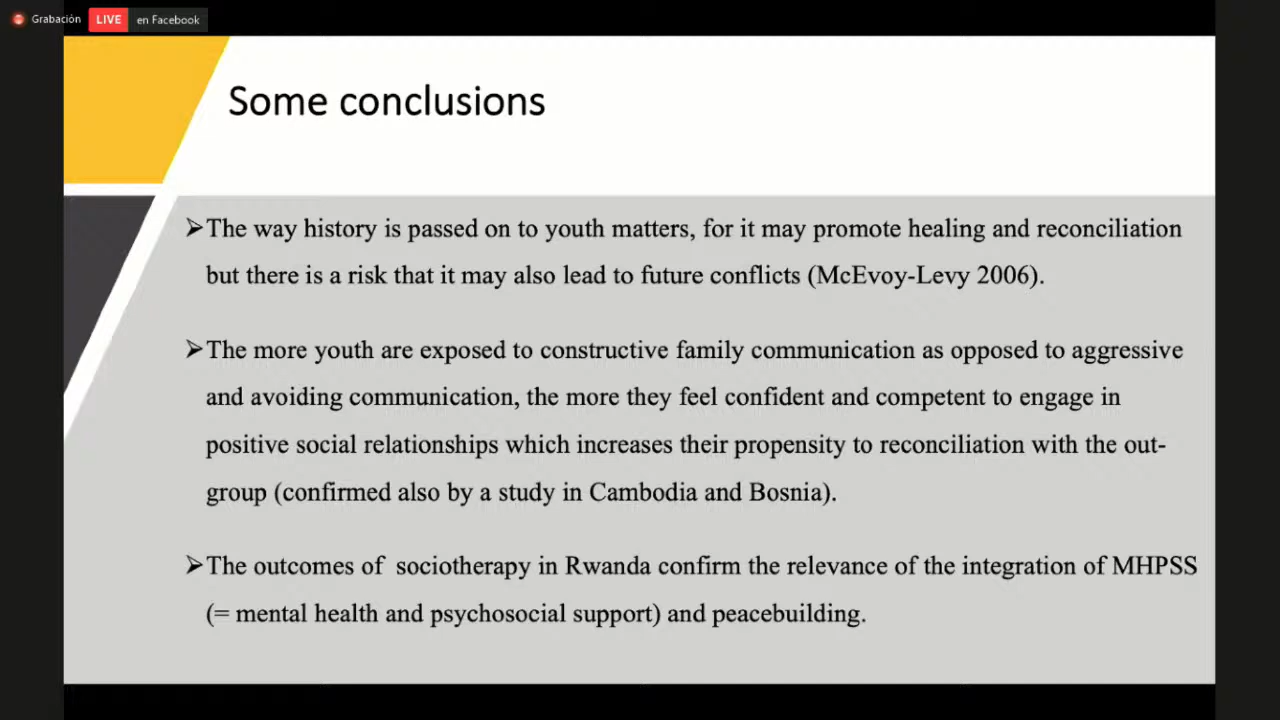 Grabación LIVE en Facebook
Some conclusions
➢The way history is passed on to youth matters, for it may promote healing and reconciliation
but there is a risk that it may also lead to future conflicts (McEvoy-Levy 2006).
➢The more youth are exposed to constructive family communication as opposed to aggressive
and avoiding communication, the more they feel confident and competent to engage in
positive social relationships which increases their propensity to reconciliation with the out-
group (confirmed also by a study in Cambodia and Bosnia).
➢The outcomes of sociotherapy in Rwanda confirm the relevance of the integration of MHPSS
(= mental health and psychosocial support) and peacebuilding.